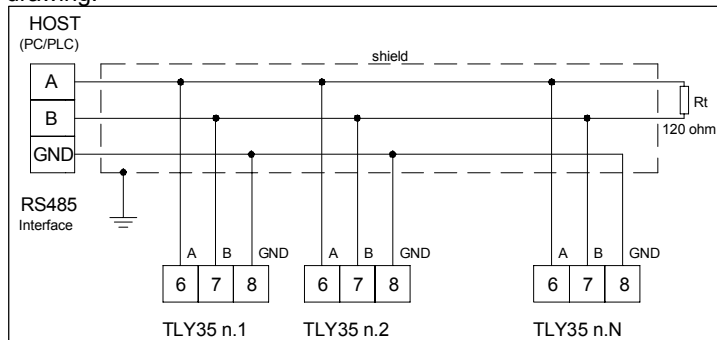 drawing:
HOST
(PC/PLC)
shield
A
B
GND
Rt
120 ohm
RS485
Interface
A B GND
6 7 8
TLY35 n.1
A B GND
6 7 8
TLY35 n.2
A B GND
6 7 8
TLY35 n.N